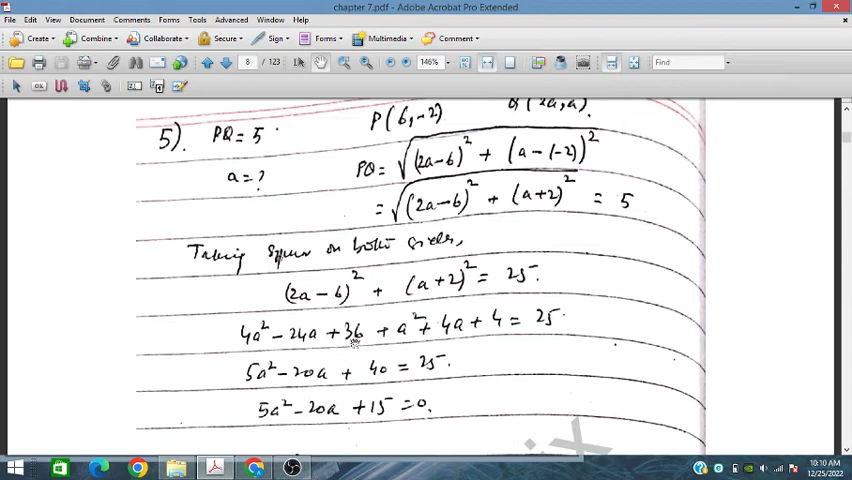 chapter 7.pdf - Adobe Acrobat Pro Extended
File Edit View Document Comments Forms Tools Advanced Window Help
Create Combine Collaborate Secure Sign Forms Multimedia Comment
8 / 123 146% Find
5). PQ = 5 P(6,-2) Q(2a,a).
a = ? PQ = √(2a-6)² + (a-(-2))²
= √(2a-6)² + (a+2)² = 5
Taking on both sides,
(2a-6)² + (a+2)² = 25.
4a² - 24a + 36 + a² + 4a + 4 = 25
5a² - 20a + 40 = 25.
5a² - 20a + 15 = 0.
10:10 AM
12/25/2022